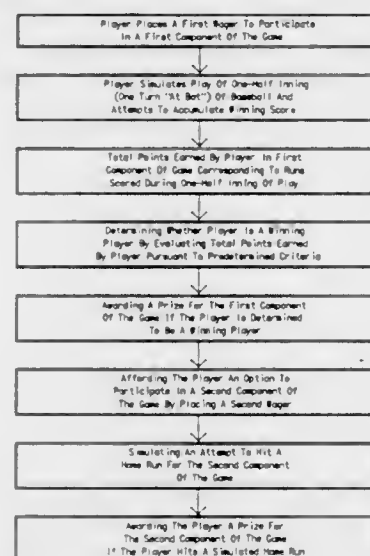 Player Places A First Wager To Participate
In A First Component Of The Game
Player Simulates Play Of One-Half Inning
(One Turn "At Bat") Of Baseball And
Attempts To Accumulate Winning Score
Total Points Earned By Player In First
Component Of Game Corresponding To Runs
Scored During One-Half Inning Of Play
Determining Whether Player Is A Winning
Player By Evaluating Total Points Earned
By Player Pursuant To Predetermined Criteria
Awarding A Prize For The First Component
Of The Game If The Player Is Determined
To Be A Winning Player
Affording The Player An Option To
Participate In A Second Component Of
The Game By Placing A Second Wager
Simulating An Attempt To Hit A
Home Run For The Second Component
Of The Game
Awarding The Player A Prize For
The Second Component Of The Game
If The Player Hits A Simulated Home Run